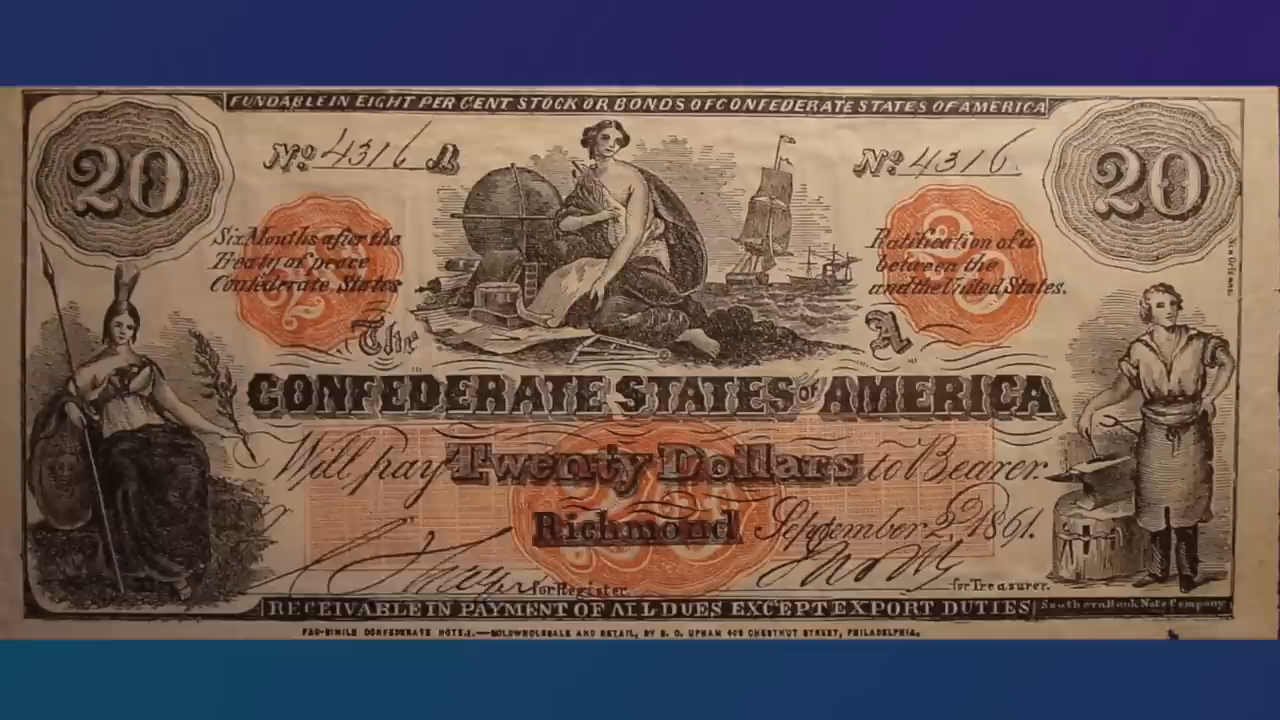 FUNDABLE IN EIGHT PER CENT STOCK OR BONDS OF CONFEDERATE STATES OF AMERICA
20
No 4316 A
No 4316.
20
Six Months after the
Treaty of peace
Confederate States
Ratification of a
between the
and the United States.
New Orleans.
The
A
CONFEDERATE STATES OF AMERICA
Will pay Twenty Dollars to Bearer.
Richmond, September 2d, 1861.
for Register.
for Treasurer.
RECEIVABLE IN PAYMENT OF ALL DUES EXCEPT EXPORT DUTIES
Southern Bank Note Company
FAC-SIMILE CONFEDERATE NOTE.—SOLD WHOLESALE AND RETAIL, BY S. C. UPHAM 403 CHESTNUT STREET, PHILADELPHIA.